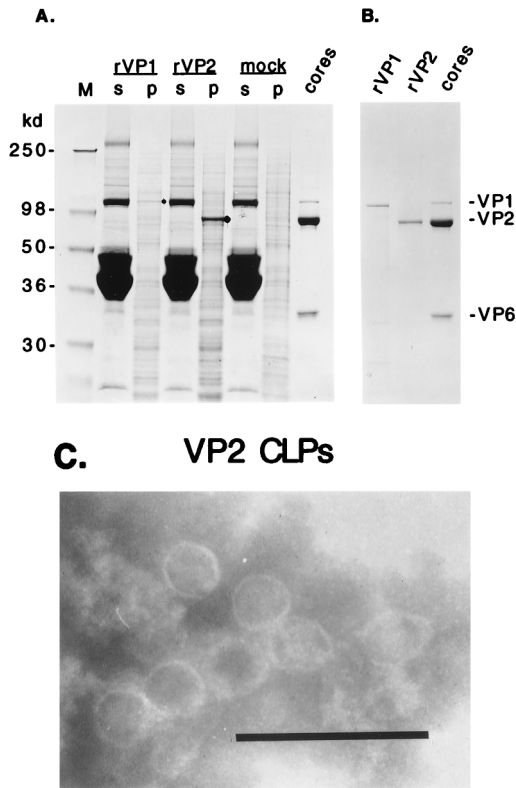 A.
rVP1 rVP2 mock cores
M s p s p s p
kd
250-
98-
50-
36-
30-
B.
rVP1 rVP2 cores
-VP1
-VP2
-VP6
C. VP2 CLPs